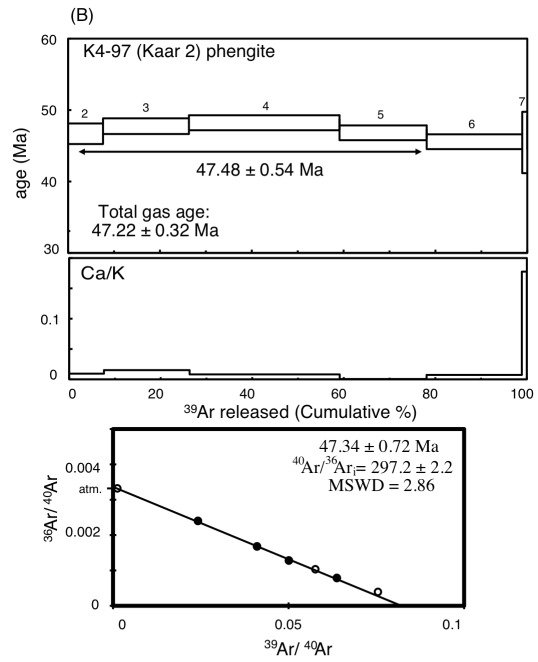 (B)
60
K4-97 (Kaar 2) phengite
50
2
3
4
5
6
7
age (Ma)
47.48 ± 0.54 Ma
40
Total gas age:
47.22 ± 0.32 Ma
30
Ca/K
0.1
0
0 20 40 60 80 100
³⁹Ar released (Cumulative %)
47.34 ± 0.72 Ma
⁴⁰Ar/³⁶Arᵢ= 297.2 ± 2.2
MSWD = 2.86
³⁶Ar/ ⁴⁰Ar
0.004
atm.
0.002
0
0 0.05 0.1
³⁹Ar/ ⁴⁰Ar